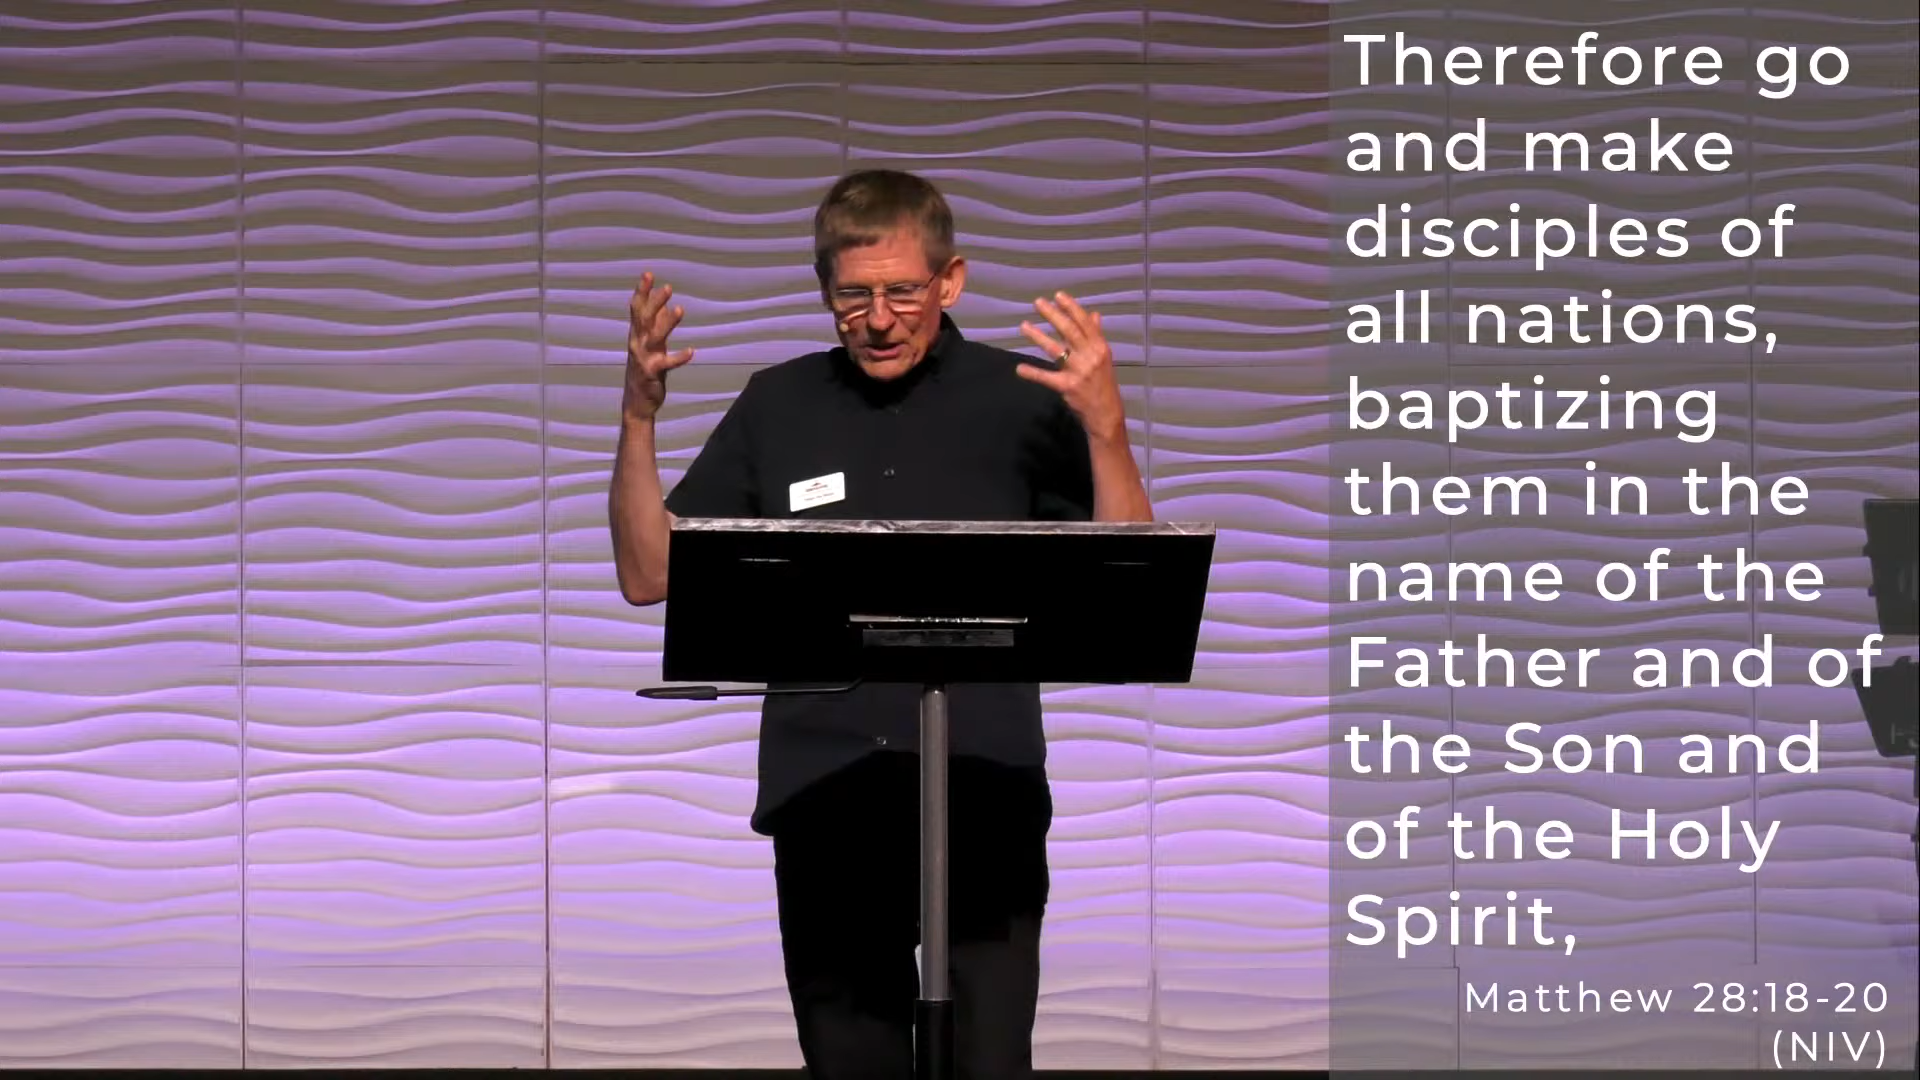 Therefore go
and make
disciples of
all nations,
baptizing
them in the
name of the
Father and of
the Son and
of the Holy
Spirit,
Matthew 28:18-20
(NIV)